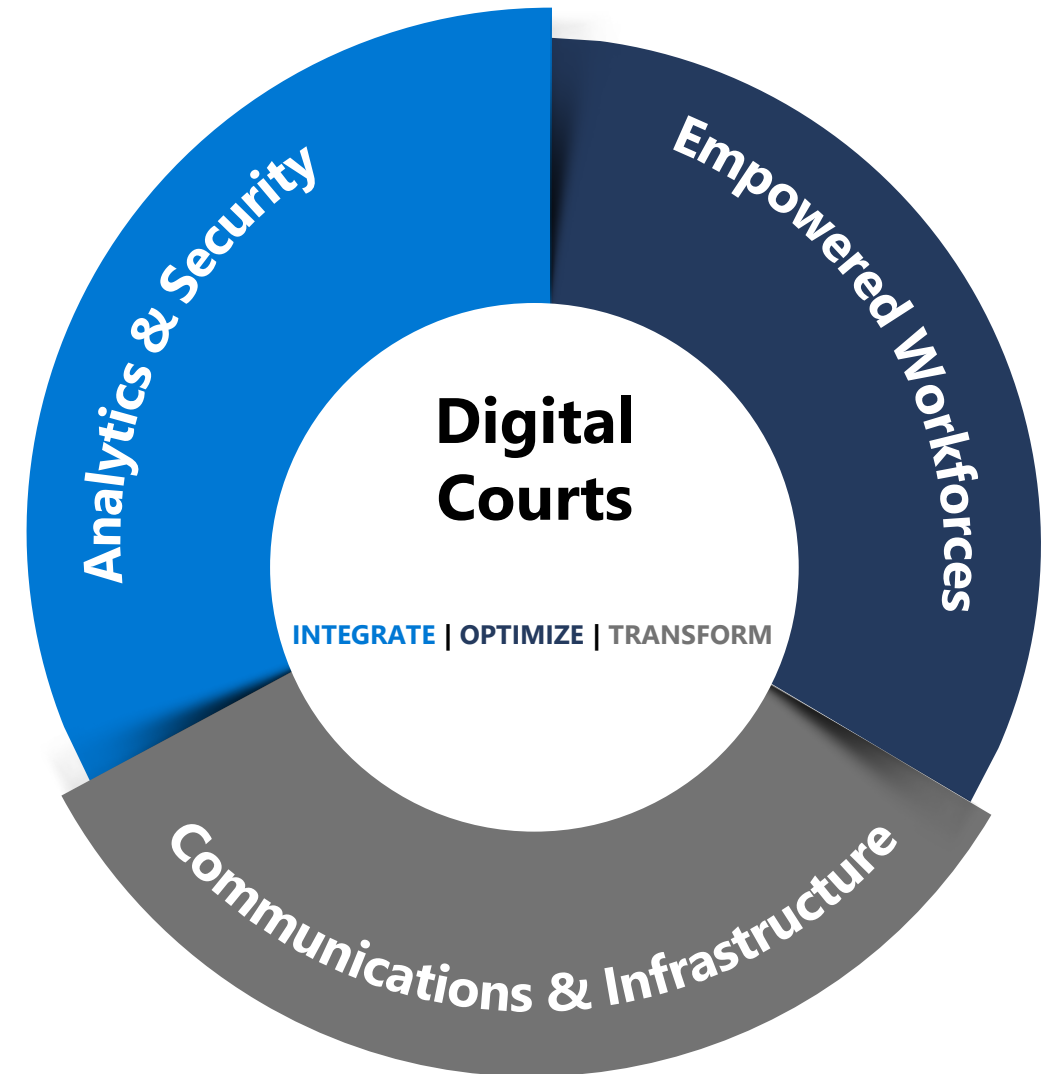 Analytics & Security
Empowered Workforces
Digital
Courts
INTEGRATE | OPTIMIZE | TRANSFORM
Communications & Infrastructure